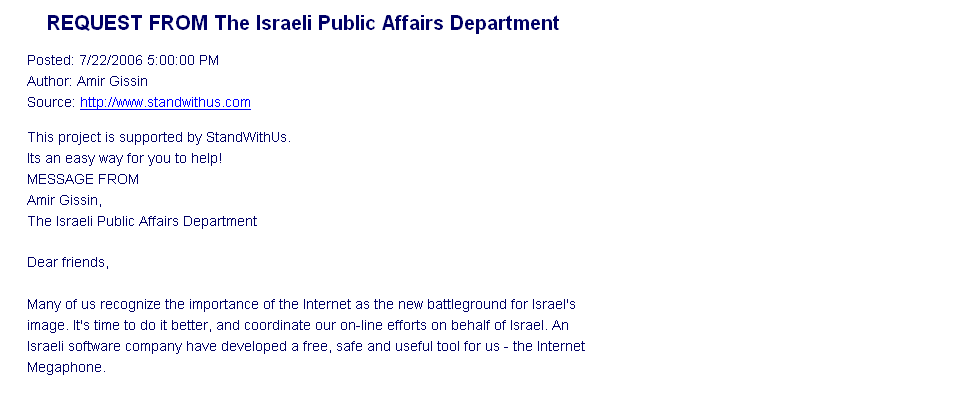 REQUEST FROM The Israeli Public Affairs Department
Posted: 7/22/2006 5:00:00 PM
Author: Amir Gissin
Source: http://www.standwithus.com
This project is supported by StandWithUs.
Its an easy way for you to help!
MESSAGE FROM
Amir Gissin,
The Israeli Public Affairs Department
Dear friends,
Many of us recognize the importance of the Internet as the new battleground for Israel's
image. It's time to do it better, and coordinate our on-line efforts on behalf of Israel. An
Israeli software company have developed a free, safe and useful tool for us - the Internet
Megaphone.